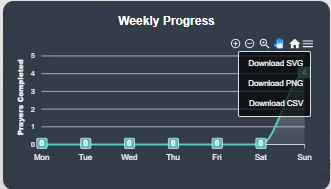 Weekly Progress
Download SVG
Download PNG
Download CSV
Prayers Completed
5
4
3
2
1
0
0
0
0
0
0
0
4
Mon
Tue
Wed
Thu
Fri
Sat
Sun